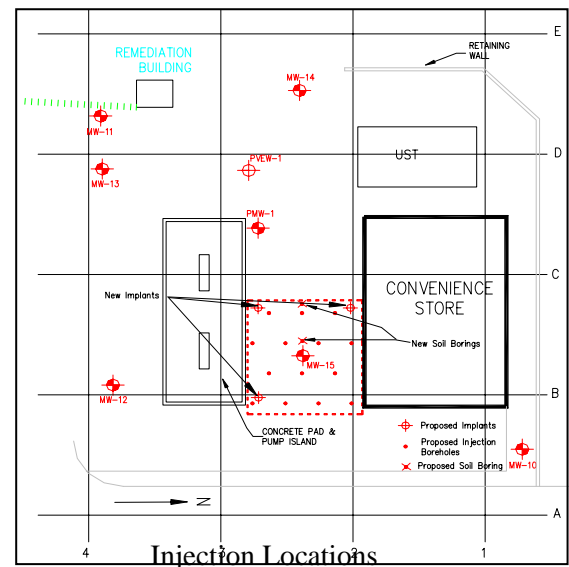 E
RETAINING
WALL
REMEDIATION
BUILDING
MW-14
MW-11
D
UST
PVEW-1
MW-13
PMW-1
C
CONVENIENCE
STORE
New Implants
New Soil Borings
MW-15
MW-12
B
CONCRETE PAD &
PUMP ISLAND
Proposed Implants
Proposed Injection
Boreholes
Proposed Soil Boring
MW-10
N
A
4
3
2
1
Injection Locations